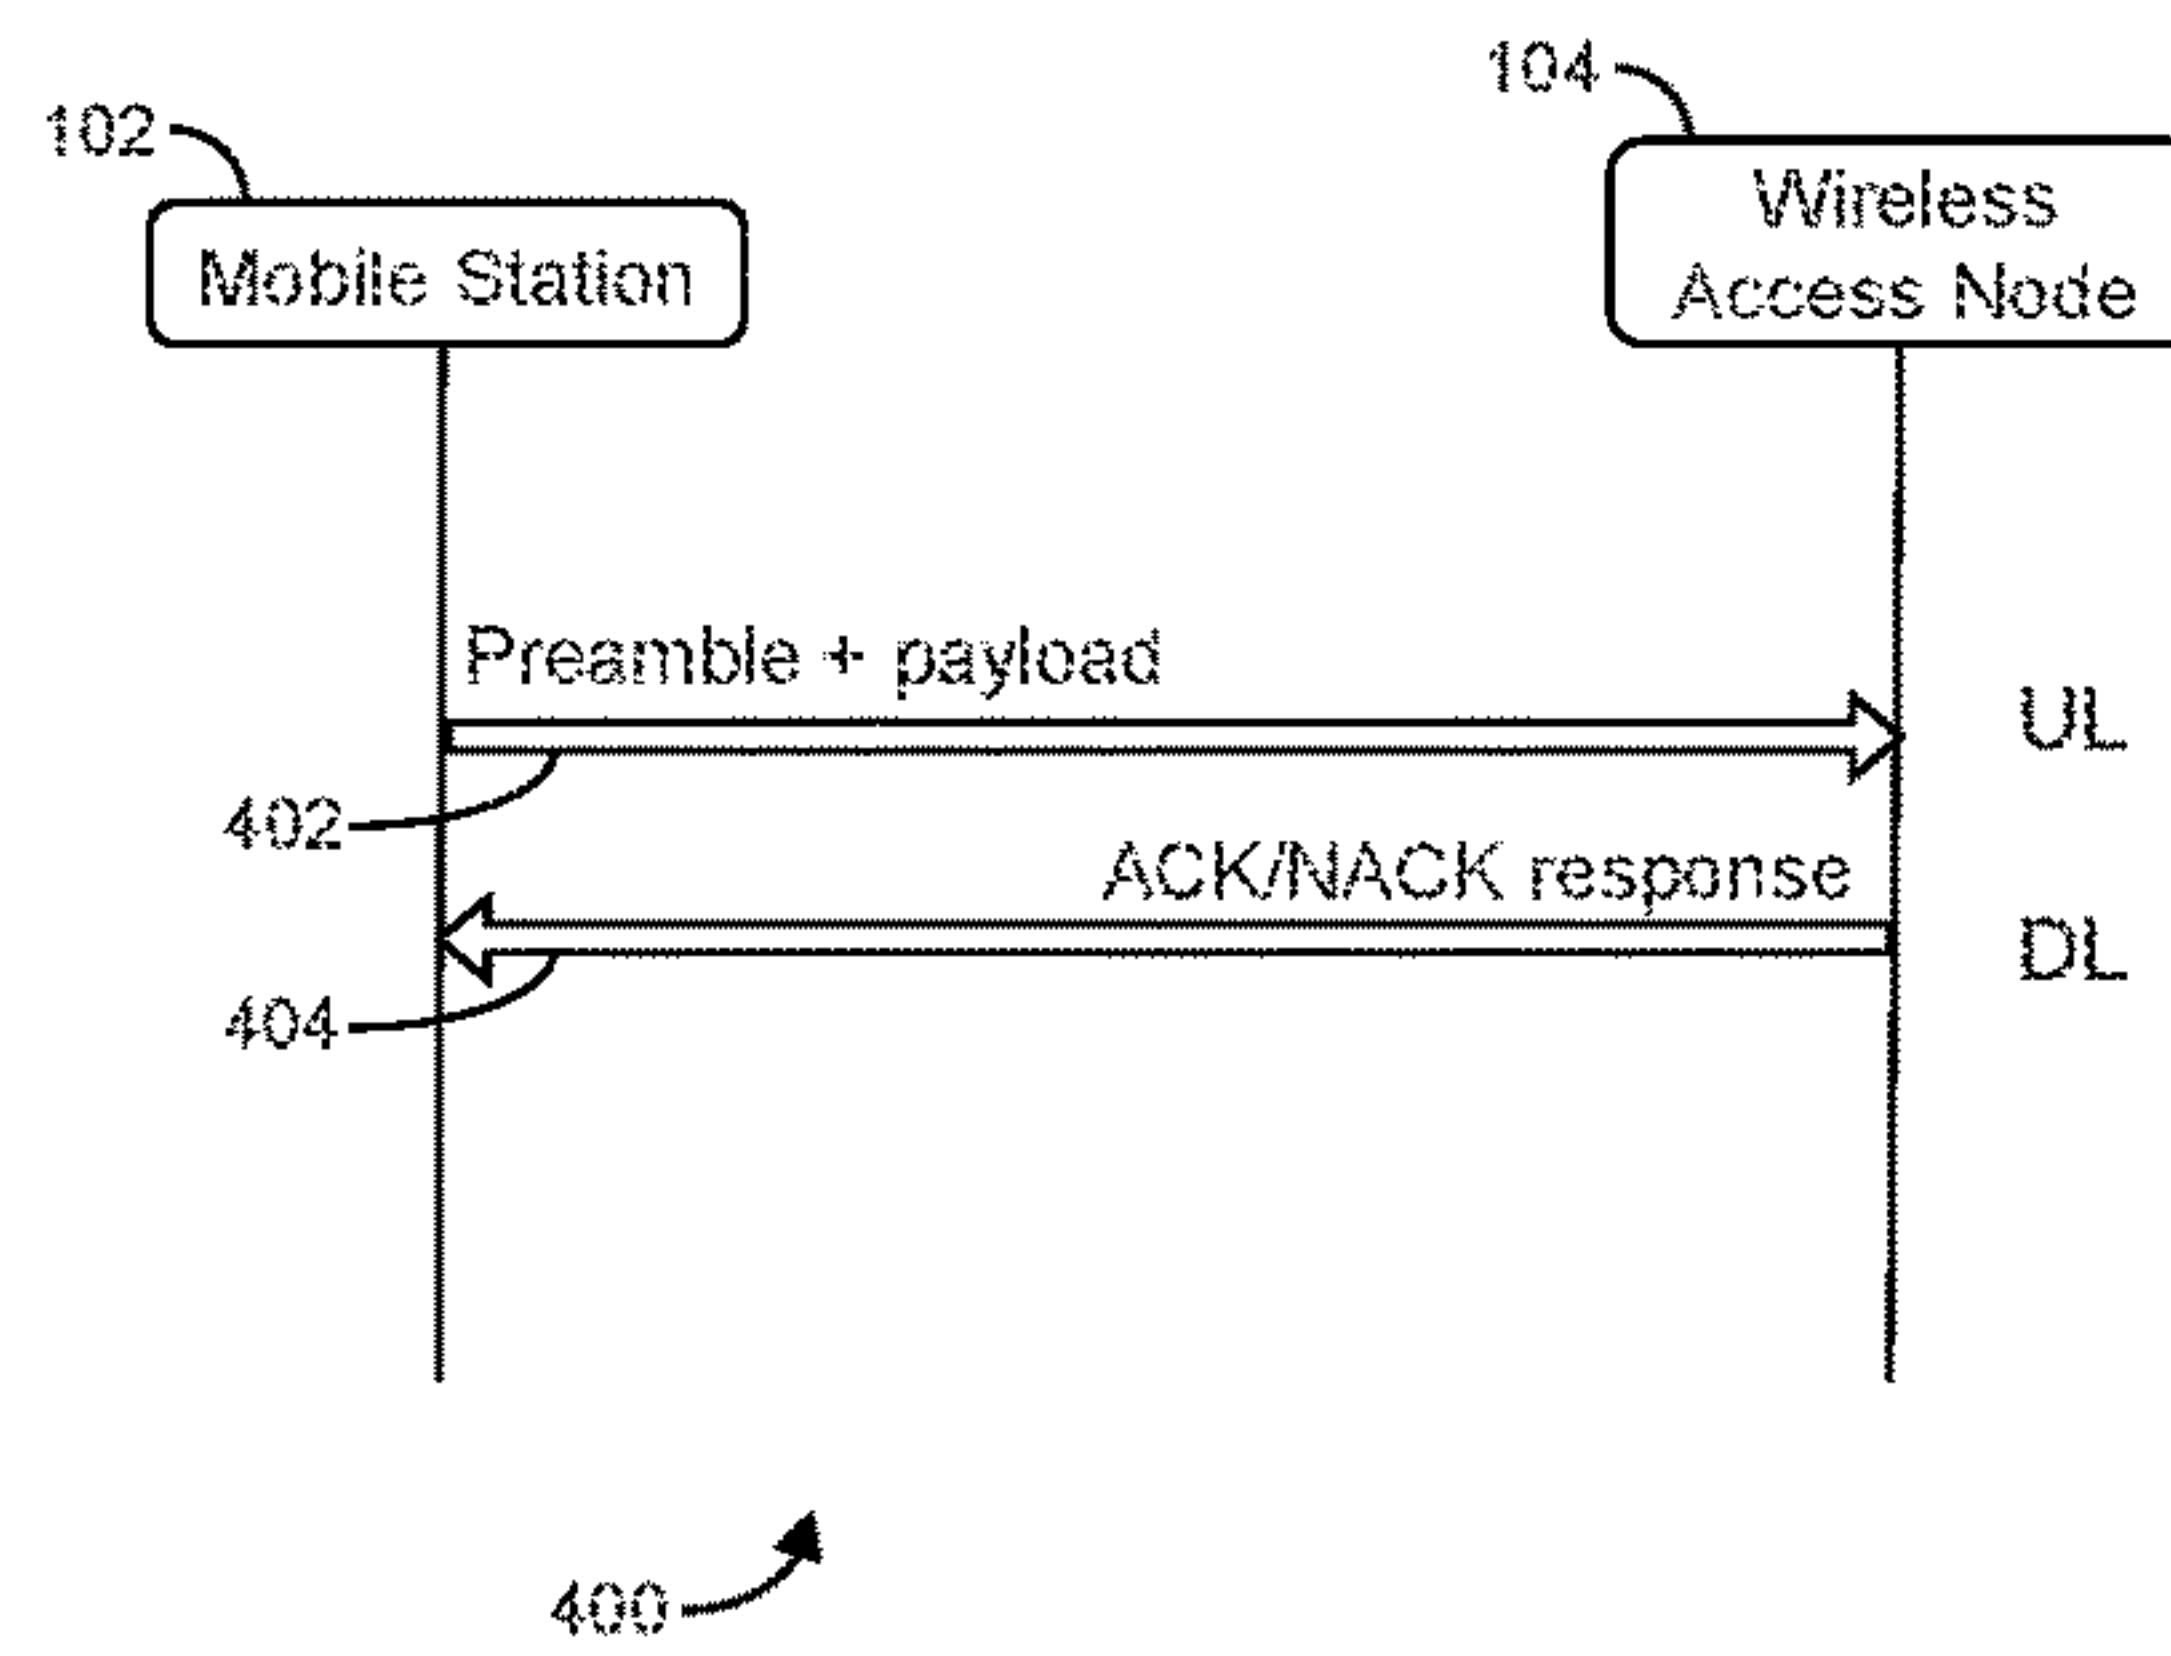 104
102
Wireless
Access Node
Mobile Station
Preamble + payload
UL
402
ACK/NACK response
DL
404
400